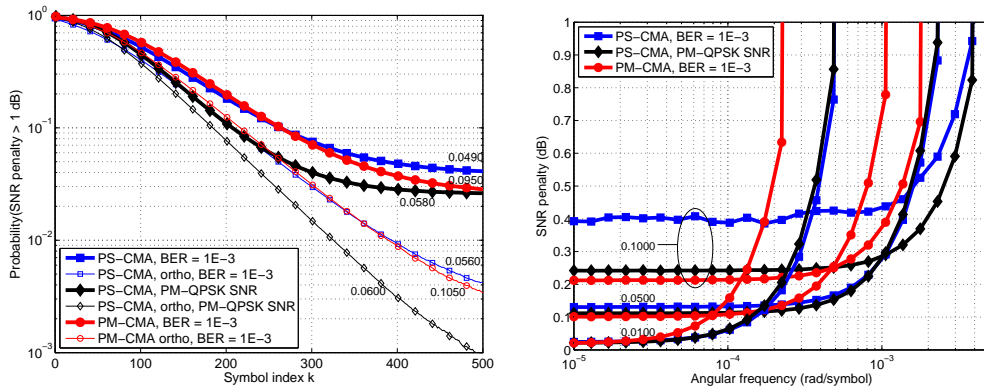 Probability(SNR penalty > 1 dB)
10^0
10^-1
10^-2
10^-3
0 100 200 300 400 500
Symbol index k
0.0490
0.0950
0.0580
0.0560
0.1050
0.0600
PS-CMA, BER = 1E-3
PS-CMA, ortho, BER = 1E-3
PS-CMA, PM-QPSK SNR
PS-CMA, ortho, PM-QPSK SNR
PM-CMA, BER = 1E-3
PM-CMA ortho, BER = 1E-3
SNR penalty (dB)
1
0.9
0.8
0.7
0.6
0.5
0.4
0.3
0.2
0.1
0
10^-5 10^-4 10^-3
Angular frequency (rad/symbol)
PS-CMA, BER = 1E-3
PS-CMA, PM-QPSK SNR
PM-CMA, BER = 1E-3
0.1000
0.0500
0.0100